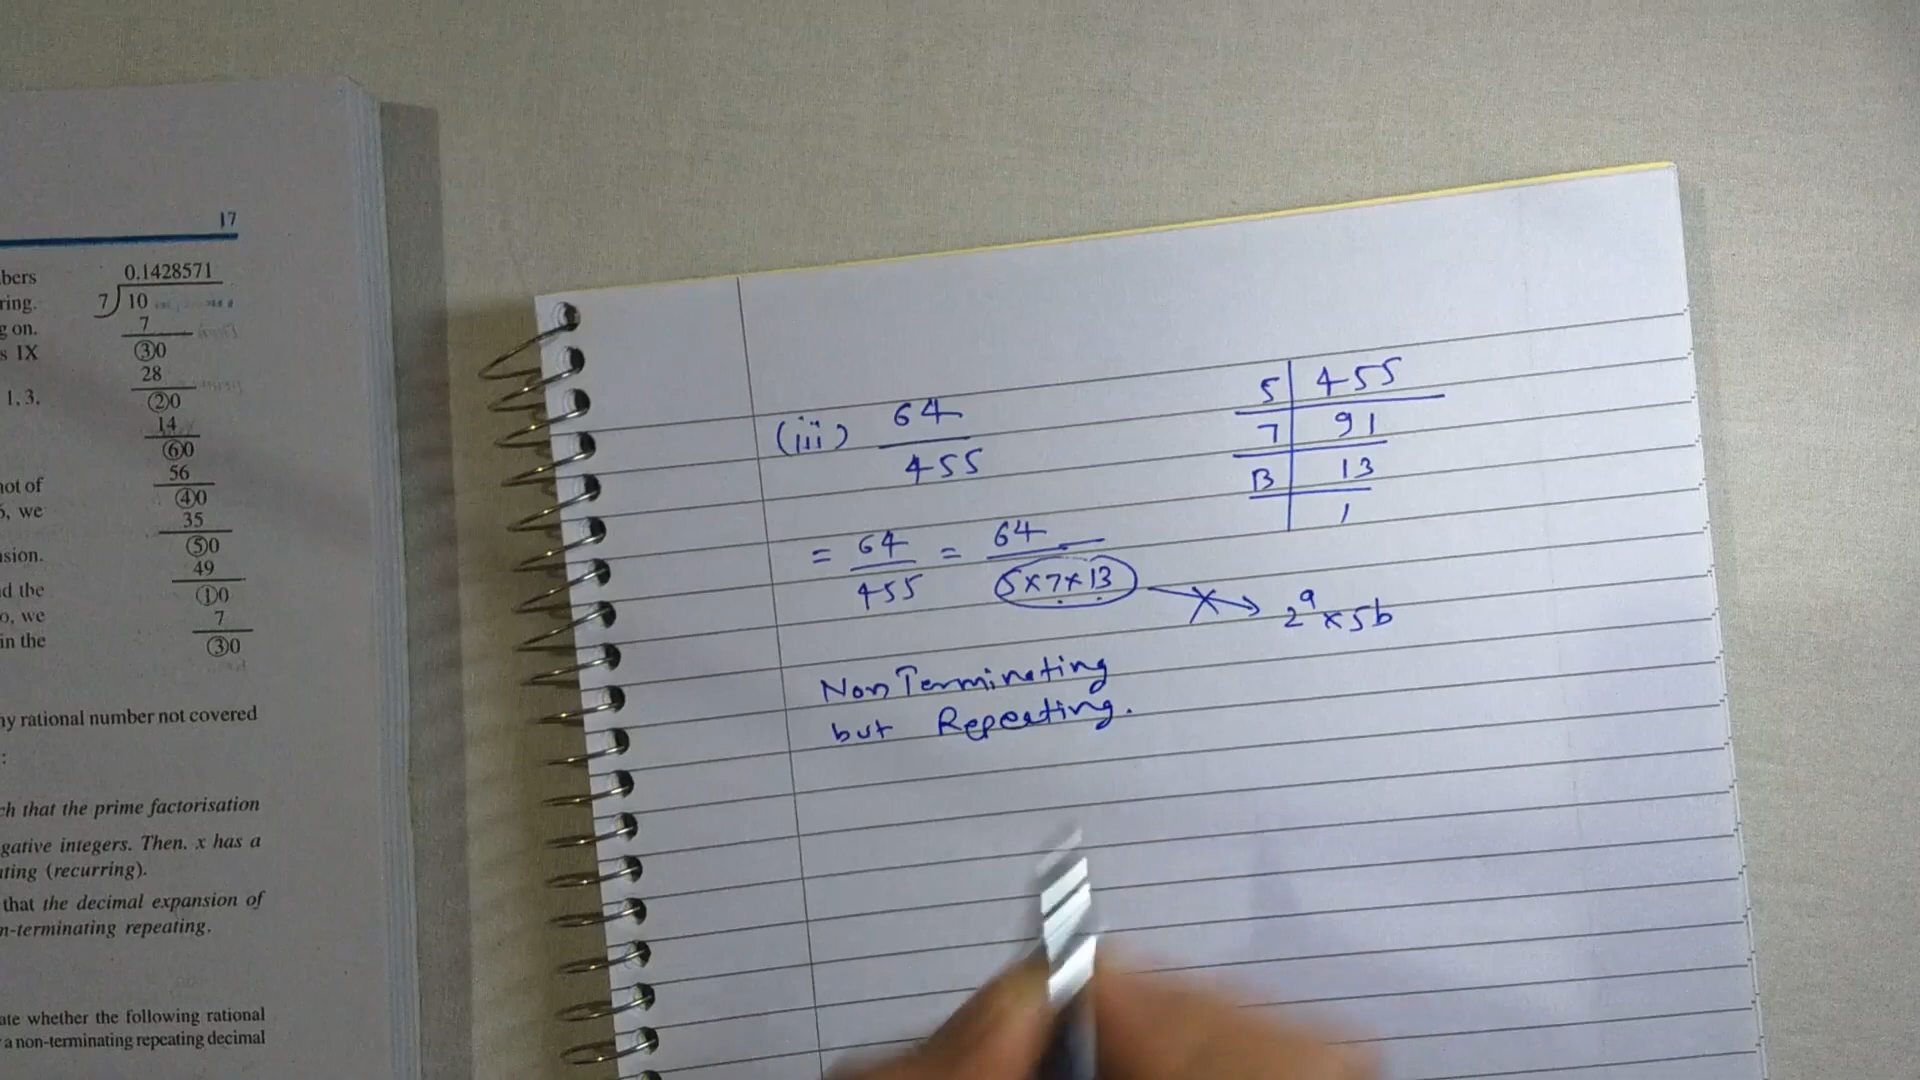 17
bers
ring.
g on.
s IX
1, 3.
not of
5, we
nsion.
d the
o, we
in the
0.1428571
7 10
7
30
28
20
14
60
56
40
35
50
49
10
7
30
ny rational number not covered
:
ch that the prime factorisation
gative integers. Then, x has a
ting (recurring).
that the decimal expansion of
n-terminating repeating.
ate whether the following rational
a non-terminating repeating decimal
(iii) 64
455
= 64 = 64
455 5×7×13 2^a × 5b
Non Terminating
but Repeating.
5 455
7 91
13 13
1